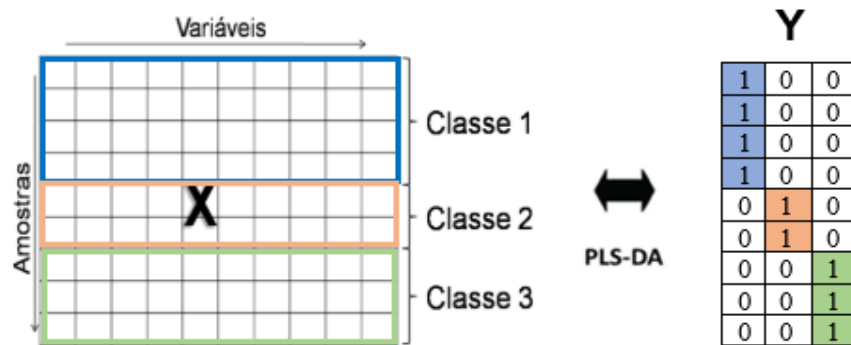 Variáveis
Amostras
X
Classe 1
Classe 2
Classe 3
PLS-DA
Y
1 0 0
1 0 0
1 0 0
1 0 0
0 1 0
0 1 0
0 0 1
0 0 1
0 0 1